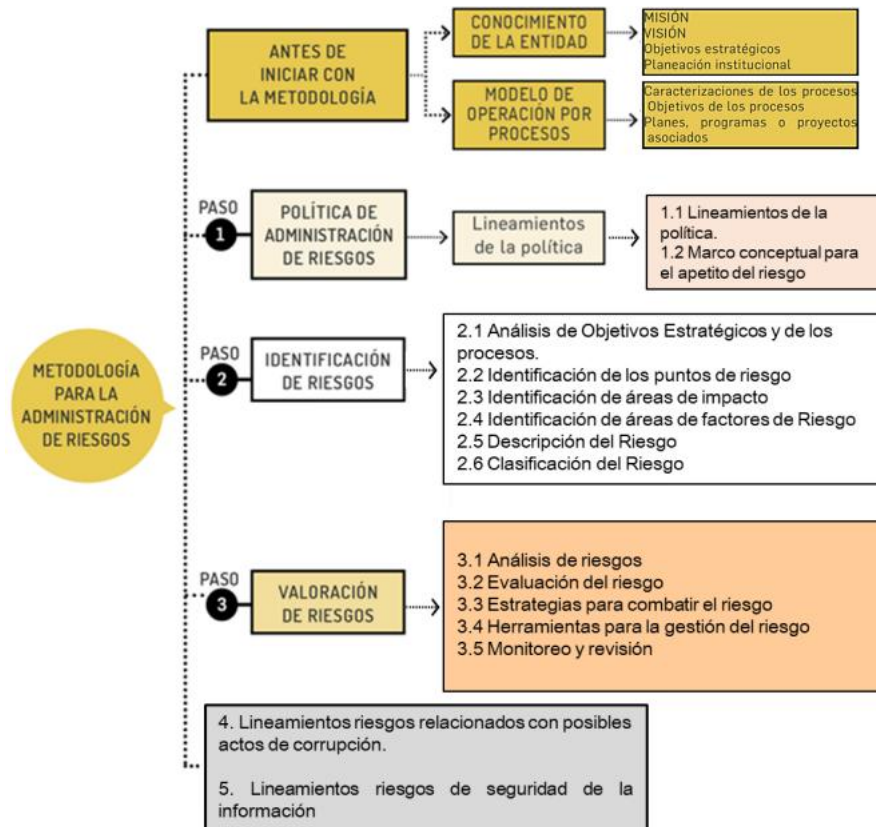 ANTES DE
INICIAR CON
LA METODOLOGÍA
CONOCIMIENTO
DE LA ENTIDAD
MISIÓN
VISIÓN
Objetivos estratégicos
Planeación institucional
MODELO DE
OPERACIÓN POR
PROCESOS
Caracterizaciones de los procesos
Objetivos de los procesos
Planes, programas o proyectos
asociados
PASO
1
POLÍTICA DE
ADMINISTRACIÓN
DE RIESGOS
Lineamientos
de la política
1.1 Lineamientos de la
política.
1.2 Marco conceptual para
el apetito del riesgo
METODOLOGÍA
PARA LA
ADMINISTRACIÓN
DE RIESGOS
PASO
2
IDENTIFICACIÓN
DE RIESGOS
2.1 Análisis de Objetivos Estratégicos y de los
procesos.
2.2 Identificación de los puntos de riesgo
2.3 Identificación de áreas de impacto
2.4 Identificación de áreas de factores de Riesgo
2.5 Descripción del Riesgo
2.6 Clasificación del Riesgo
PASO
3
VALORACIÓN
DE RIESGOS
3.1 Análisis de riesgos
3.2 Evaluación del riesgo
3.3 Estrategias para combatir el riesgo
3.4 Herramientas para la gestión del riesgo
3.5 Monitoreo y revisión
4. Lineamientos riesgos relacionados con posibles
actos de corrupción.
5. Lineamientos riesgos de seguridad de la
información